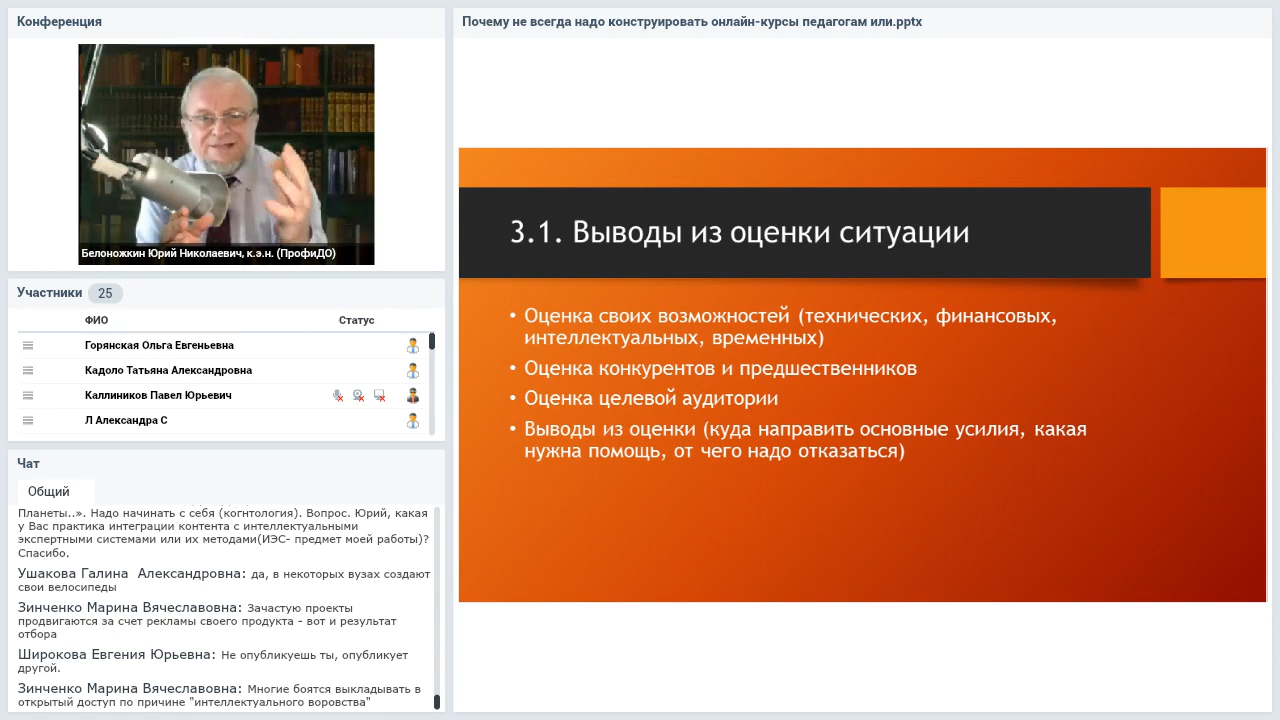 Конференция
Белоножкин Юрий Николаевич, к.э.н. (ПрофиДО)
Участники 25
ФИО Статус
Горянская Ольга Евгеньевна
Кадоло Татьяна Александровна
Каллиников Павел Юрьевич
Л Александра С
Чат
Общий
Планеты..». Надо начинать с себя (когнтология). Вопрос. Юрий, какая
у Вас практика интеграции контента с интеллектуальными
экспертными системами или их методами(ИЭС- предмет моей работы)?
Спасибо.
Ушакова Галина Александровна: да, в некоторых вузах создают
свои велосипеды
Зинченко Марина Вячеславовна: Зачастую проекты
продвигаются за счет рекламы своего продукта - вот и результат
отбора
Широкова Евгения Юрьевна: Не опубликуешь ты, опубликует
другой.
Зинченко Марина Вячеславовна: Многие боятся выкладывать в
открытый доступ по причине "интеллектуального воровства"
Почему не всегда надо конструировать онлайн-курсы педагогам или.pptx
3.1. Выводы из оценки ситуации
• Оценка своих возможностей (технических, финансовых,
интеллектуальных, временных)
• Оценка конкурентов и предшественников
• Оценка целевой аудитории
• Выводы из оценки (куда направить основные усилия, какая
нужна помощь, от чего надо отказаться)